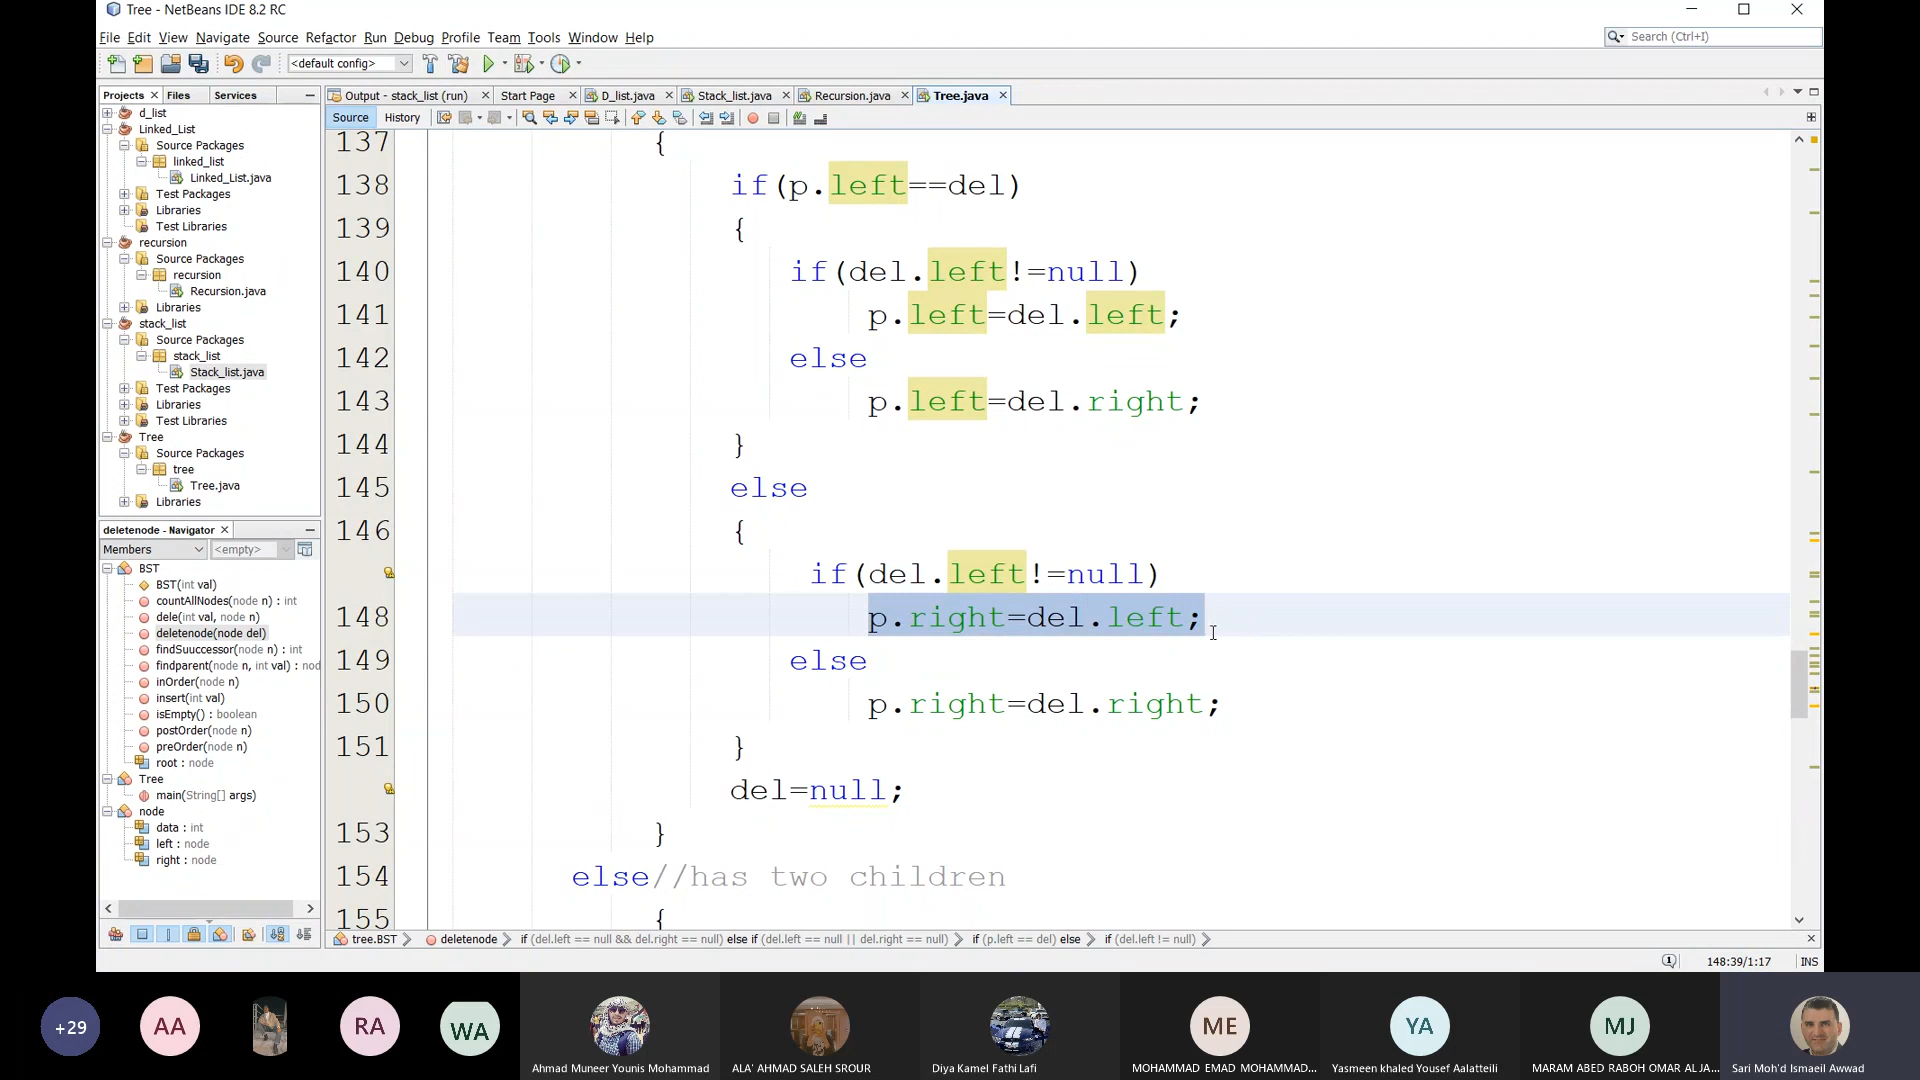 Tree - NetBeans IDE 8.2 RC
File Edit View Navigate Source Refactor Run Debug Profile Team Tools Window Help
Search (Ctrl+I)
<default config>
Projects Files Services
Output - stack_list (run) Start Page D_list.java Stack_list.java Recursion.java Tree.java
Source History
d_list
Linked_List
Source Packages
linked_list
Linked_List.java
Test Packages
Libraries
Test Libraries
recursion
Source Packages
recursion
Recursion.java
Libraries
stack_list
Source Packages
stack_list
Stack_list.java
Test Packages
Libraries
Test Libraries
Tree
Source Packages
tree
Tree.java
Libraries
deletenode - Navigator
Members <empty>
BST
BST(int val)
countAllNodes(node n) : int
dele(int val, node n)
deletenode(node del)
findSuuccessor(node n) : int
findparent(node n, int val) : nod
inOrder(node n)
insert(int val)
isEmpty() : boolean
postOrder(node n)
preOrder(node n)
root : node
Tree
main(String[] args)
node
data : int
left : node
right : node
137 {
138 if(p.left==del)
139 {
140 if(del.left!=null)
141 p.left=del.left;
142 else
143 p.left=del.right;
144 }
145 else
146 {
if(del.left!=null)
148 p.right=del.left;
149 else
150 p.right=del.right;
151 }
del=null;
153 }
154 else//has two children
155 {
tree.BST deletenode if (del.left == null && del.right == null) else if (del.left == null || del.right == null) if (p.left == del) else if (del.left != null)
148:39/1:17 INS
+29 AA RA WA ME YA MJ
Ahmad Muneer Younis Mohammad
ALA' AHMAD SALEH SROUR
Diya Kamel Fathi Lafi
MOHAMMAD EMAD MOHAMMAD...
Yasmeen khaled Yousef Aalatteili
MARAM ABED RABOH OMAR AL JA...
Sari Moh'd Ismaeil Awwad